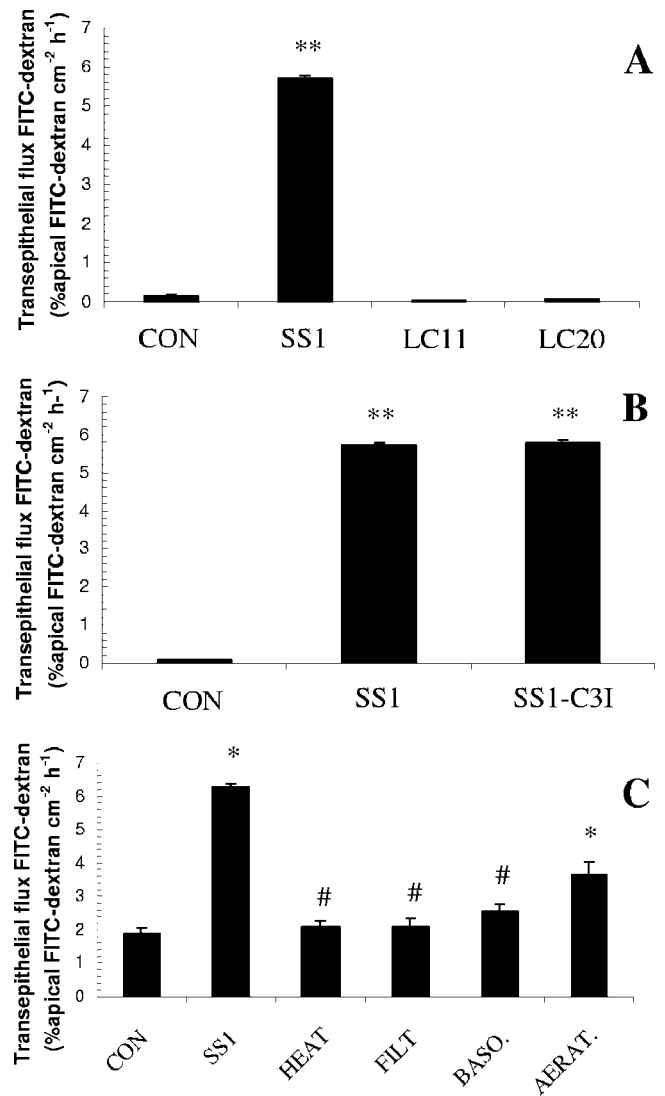 A
Transepithelial flux FITC-dextran
(%apical FITC-dextran cm-2 h-1)
7
6
5
4
3
2
1
0
**
CON SS1 LC11 LC20
B
Transepithelial flux FITC-dextran
(%apical FITC-dextran cm-2 h-1)
7
6
5
4
3
2
1
0
** **
CON SS1 SS1-C3I
C
Transepithelial flux FITC-dextran
(%apical FITC-dextran cm-2 h-1)
7
6
5
4
3
2
1
0
* # # # *
CON SS1 HEAT FILT BASO. AERAT.